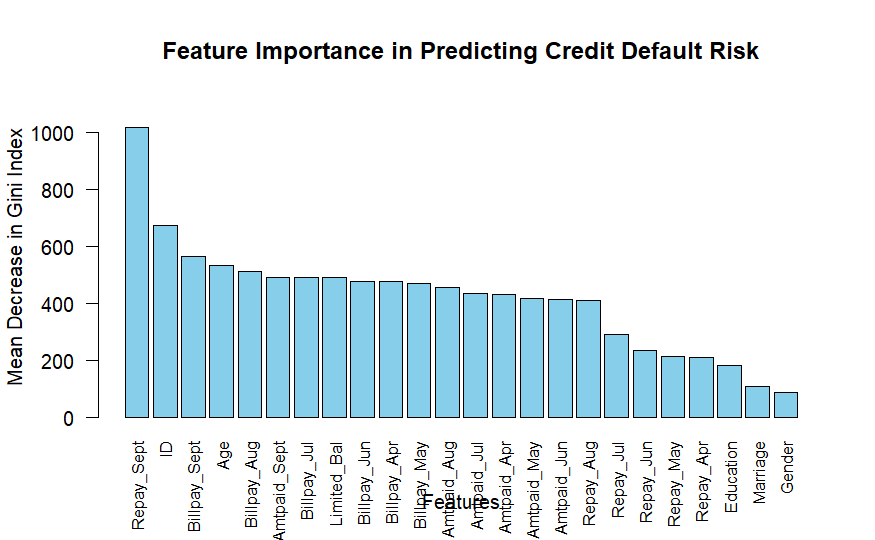 Feature Importance in Predicting Credit Default Risk
Mean Decrease in Gini Index
1000
800
600
400
200
0
Repay_Sept
ID
Billpay_Sept
Age
Billpay_Aug
Amtpaid_Sept
Billpay_Jul
Limited_Bal
Billpay_Jun
Billpay_Apr
Billpay_May
Amtpaid_Aug
Amtpaid_Jul
Amtpaid_Apr
Amtpaid_May
Amtpaid_Jun
Repay_Aug
Repay_Jul
Repay_Jun
Repay_May
Repay_Apr
Education
Marriage
Gender
Features